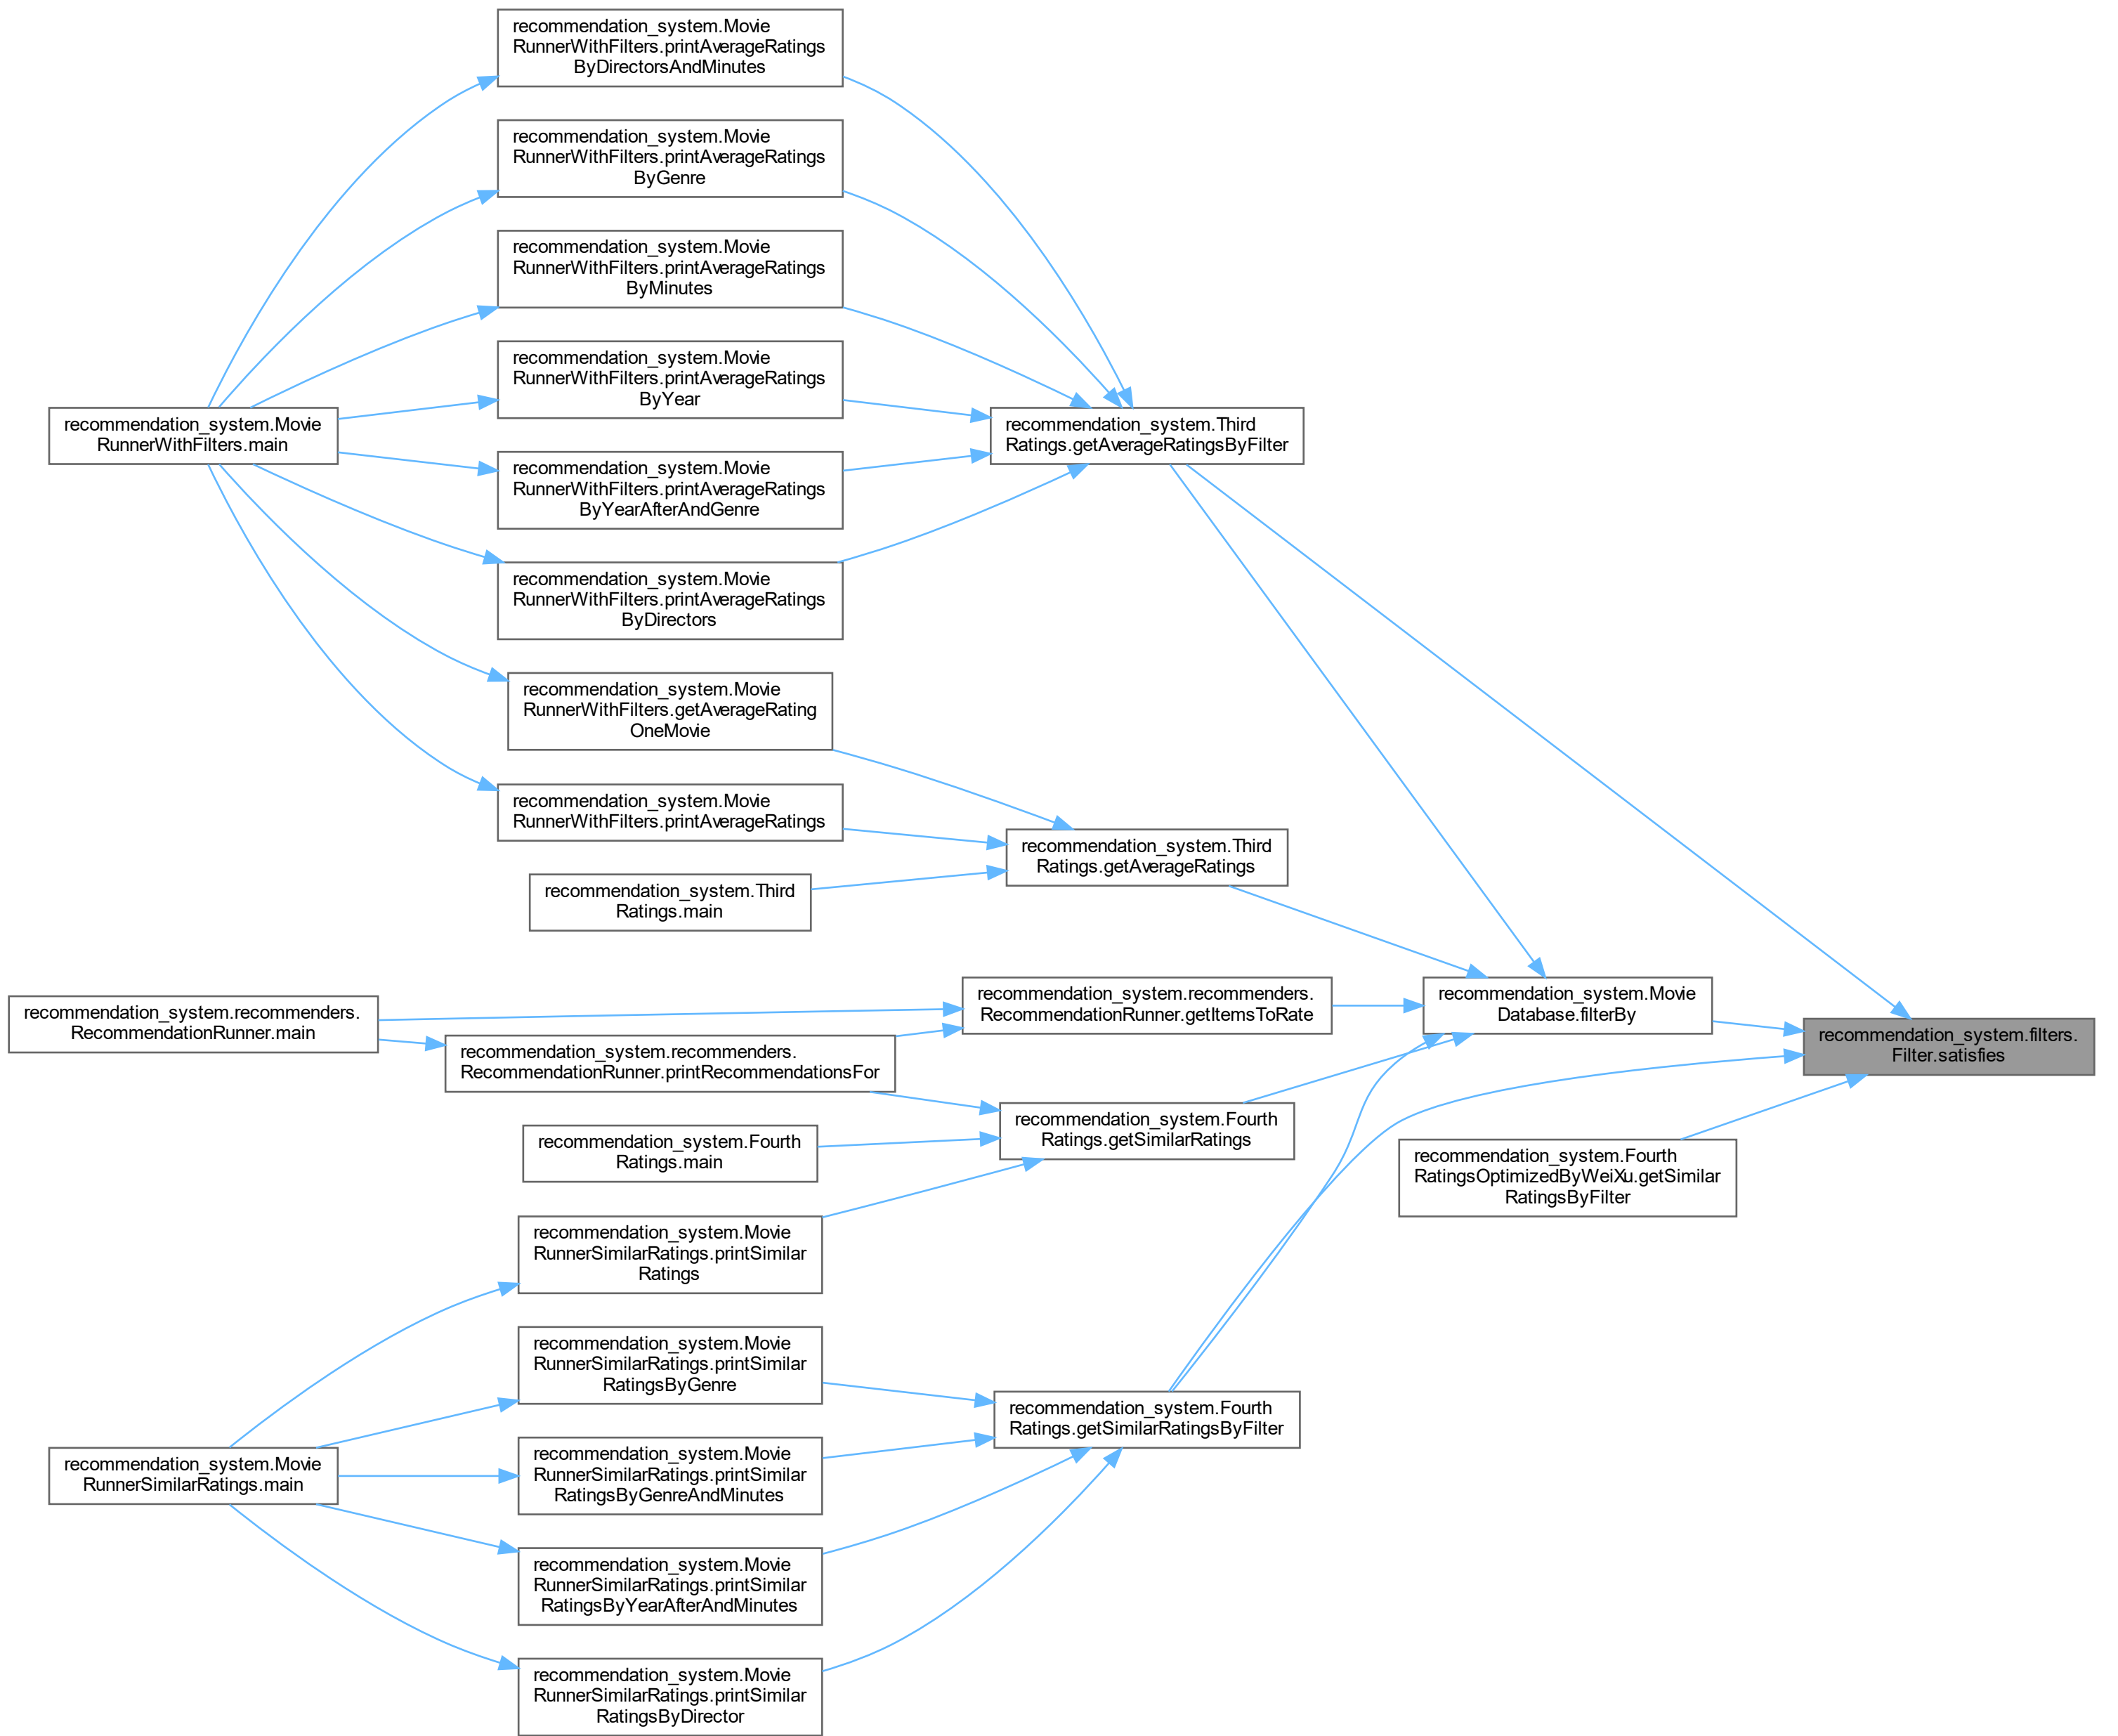 recommendation_system.Movie
RunnerWithFilters.printAverageRatings
ByDirectorsAndMinutes
recommendation_system.Movie
RunnerWithFilters.printAverageRatings
ByGenre
recommendation_system.Movie
RunnerWithFilters.printAverageRatings
ByMinutes
recommendation_system.Movie
RunnerWithFilters.printAverageRatings
ByYear
recommendation_system.Movie
RunnerWithFilters.main
recommendation_system.Third
Ratings.getAverageRatingsByFilter
recommendation_system.Movie
RunnerWithFilters.printAverageRatings
ByYearAfterAndGenre
recommendation_system.Movie
RunnerWithFilters.printAverageRatings
ByDirectors
recommendation_system.Movie
RunnerWithFilters.getAverageRating
OneMovie
recommendation_system.Movie
RunnerWithFilters.printAverageRatings
recommendation_system.Third
Ratings.getAverageRatings
recommendation_system.Third
Ratings.main
recommendation_system.recommenders.
RecommendationRunner.main
recommendation_system.recommenders.
RecommendationRunner.getItemsToRate
recommendation_system.Movie
Database.filterBy
recommendation_system.filters.
Filter.satisfies
recommendation_system.recommenders.
RecommendationRunner.printRecommendationsFor
recommendation_system.Fourth
Ratings.getSimilarRatings
recommendation_system.Fourth
Ratings.main
recommendation_system.Fourth
RatingsOptimizedByWeiXu.getSimilar
RatingsByFilter
recommendation_system.Movie
RunnerSimilarRatings.printSimilar
Ratings
recommendation_system.Movie
RunnerSimilarRatings.printSimilar
RatingsByGenre
recommendation_system.Fourth
Ratings.getSimilarRatingsByFilter
recommendation_system.Movie
RunnerSimilarRatings.main
recommendation_system.Movie
RunnerSimilarRatings.printSimilar
RatingsByGenreAndMinutes
recommendation_system.Movie
RunnerSimilarRatings.printSimilar
RatingsByYearAfterAndMinutes
recommendation_system.Movie
RunnerSimilarRatings.printSimilar
RatingsByDirector